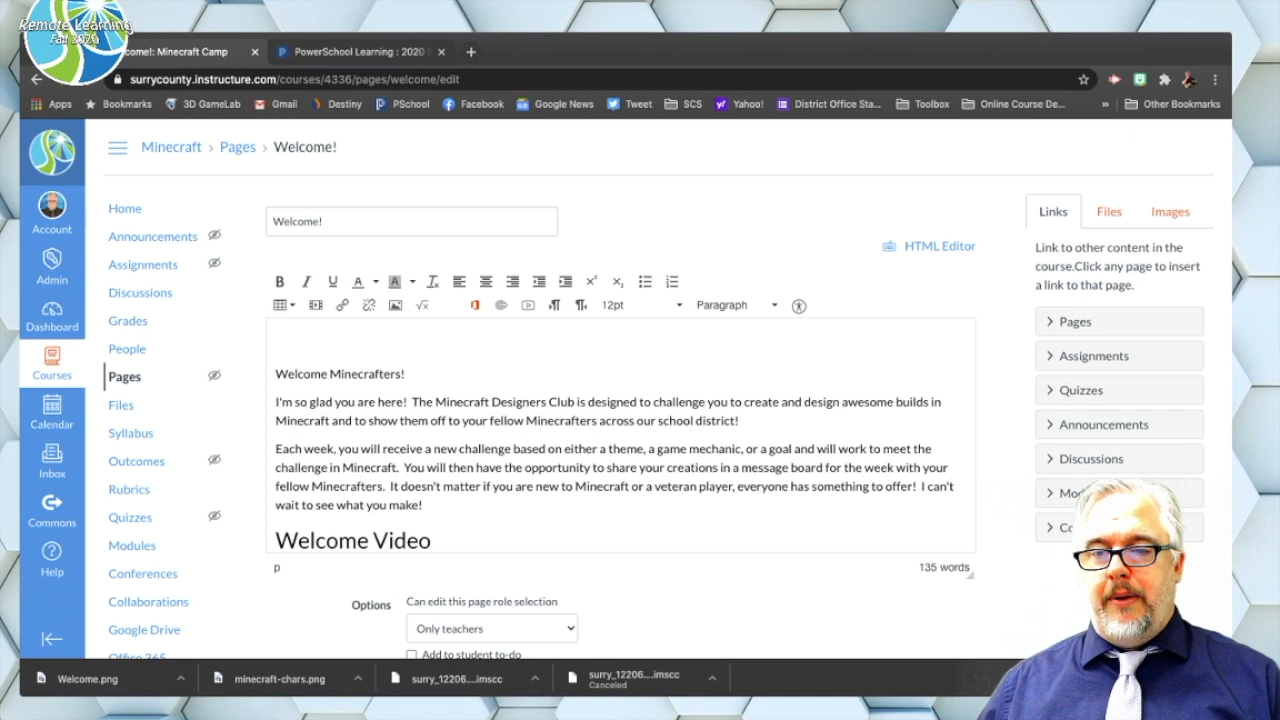 Remote Learning
Fall 2020
come!: Minecraft Camp
PowerSchool Learning : 2020
surrycounty.instructure.com/courses/4336/pages/welcome/edit
Apps
Bookmarks
3D GameLab
Gmail
Destiny
PSchool
Facebook
Google News
Tweet
SCS
Yahoo!
District Office Sta...
Toolbox
Online Course De...
»
Other Bookmarks
Minecraft > Pages > Welcome!
Account
Admin
Dashboard
Courses
Calendar
Inbox
Commons
Help
Home
Announcements
Assignments
Discussions
Grades
People
Pages
Files
Syllabus
Outcomes
Rubrics
Quizzes
Modules
Conferences
Collaborations
Google Drive
Office 365
Welcome!
HTML Editor
12pt
Paragraph
Welcome Minecrafters!
I'm so glad you are here! The Minecraft Designers Club is designed to challenge you to create and design awesome builds in
Minecraft and to show them off to your fellow Minecrafters across our school district!
Each week, you will receive a new challenge based on either a theme, a game mechanic, or a goal and will work to meet the
challenge in Minecraft. You will then have the opportunity to share your creations in a message board for the week with your
fellow Minecrafters. It doesn't matter if you are new to Minecraft or a veteran player, everyone has something to offer! I can't
wait to see what you make!
Welcome Video
p
135 words
Options
Can edit this page role selection
Only teachers
Add to student to-do
Links
Files
Images
Link to other content in the
course.Click any page to insert
a link to that page.
Pages
Assignments
Quizzes
Announcements
Discussions
Welcome.png
minecraft-chars.png
surry_12206....imscc
surry_12206....imscc
Canceled